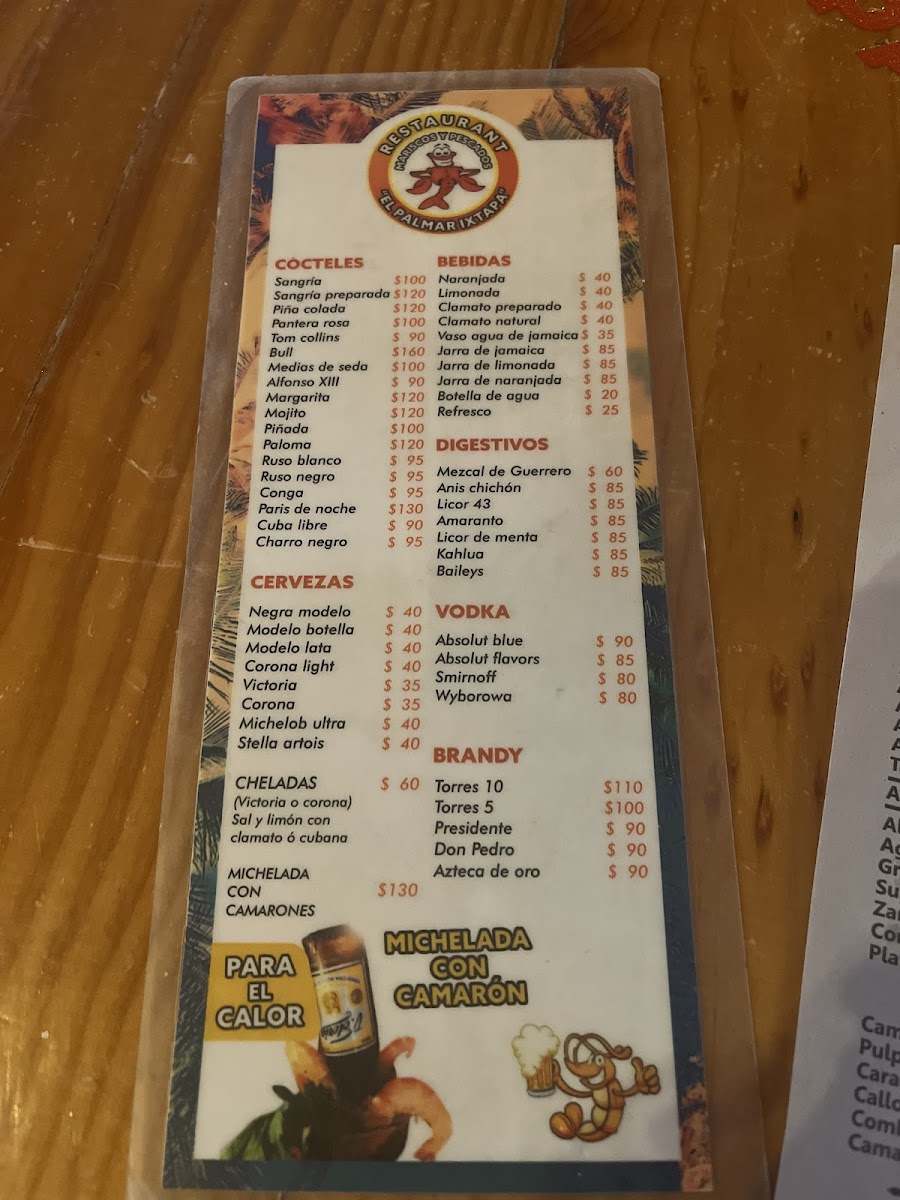 RESTAURANT
MARISCOS Y PESCADOS
"EL PALMAR IXTAPA"
CÓCTELES
Sangría $100
Sangría preparada $120
Piña colada $120
Pantera rosa $100
Tom collins $ 90
Bull $160
Medias de seda $100
Alfonso XIII $ 90
Margarita $120
Mojito $120
Piñada $100
Paloma $120
Ruso blanco $ 95
Ruso negro $ 95
Conga $ 95
Paris de noche $130
Cuba libre $ 90
Charro negro $ 95
CERVEZAS
Negra modelo $ 40
Modelo botella $ 40
Modelo lata $ 40
Corona light $ 40
Victoria $ 35
Corona $ 35
Michelob ultra $ 40
Stella artois $ 40
CHELADAS $ 60
(Victoria o corona)
Sal y limón con
clamato ó cubana
MICHELADA
CON $130
CAMARONES
BEBIDAS
Naranjada $ 40
Limonada $ 40
Clamato preparado $ 40
Clamato natural $ 40
Vaso agua de jamaica $ 35
Jarra de jamaica $ 85
Jarra de limonada $ 85
Jarra de naranjada $ 85
Botella de agua $ 20
Refresco $ 25
DIGESTIVOS
Mezcal de Guerrero $ 60
Anis chichón $ 85
Licor 43 $ 85
Amaranto $ 85
Licor de menta $ 85
Kahlua $ 85
Baileys $ 85
VODKA
Absolut blue $ 90
Absolut flavors $ 85
Smirnoff $ 80
Wyborowa $ 80
BRANDY
Torres 10 $110
Torres 5 $100
Presidente $ 90
Don Pedro $ 90
Azteca de oro $ 90
PARA
EL
CALOR
MICHELADA
CON
CAMARÓN